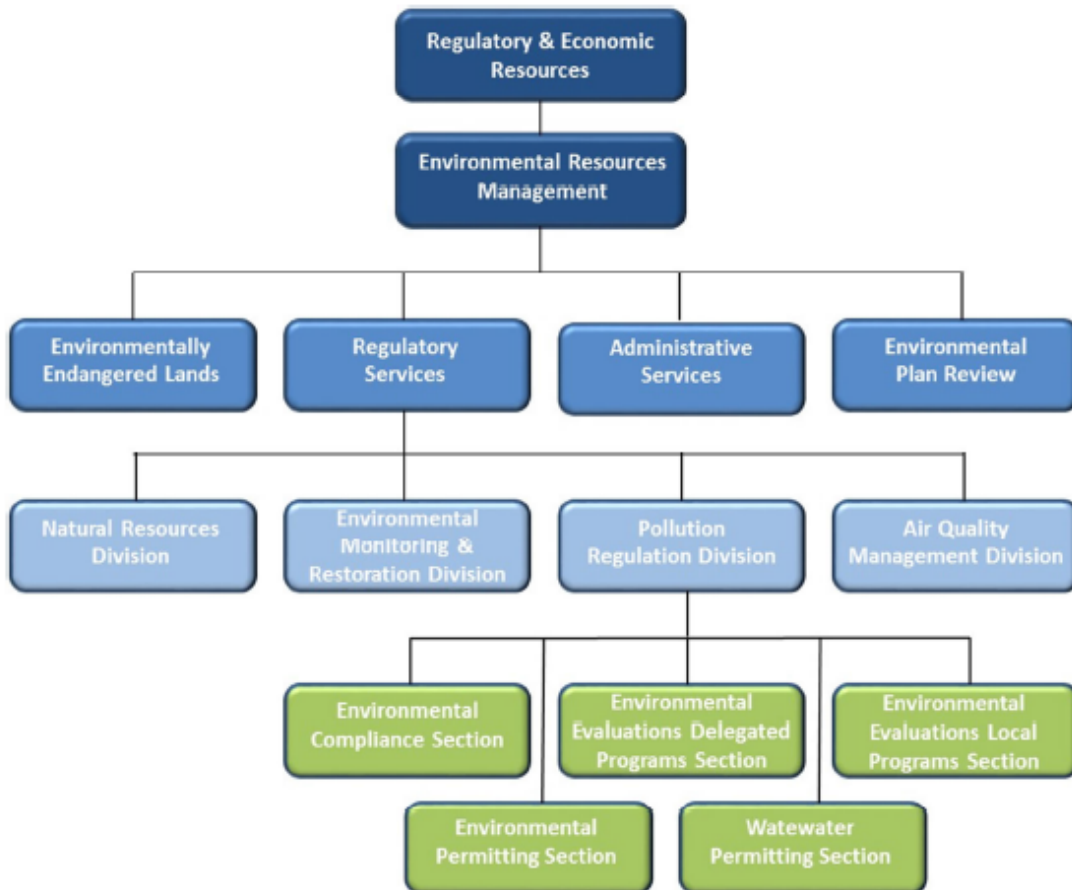 Regulatory & Economic
Resources
Environmental Resources
Management
Environmentally
Endangered Lands
Regulatory
Services
Administrative
Services
Environmental
Plan Review
Natural Resources
Division
Environmental
Monitoring &
Restoration Division
Pollution
Regulation Division
Air Quality
Management Division
Environmental
Compliance Section
Environmental
Evaluations Delegated
Programs Section
Environmental
Evaluations Local
Programs Section
Environmental
Permitting Section
Watewater
Permitting Section